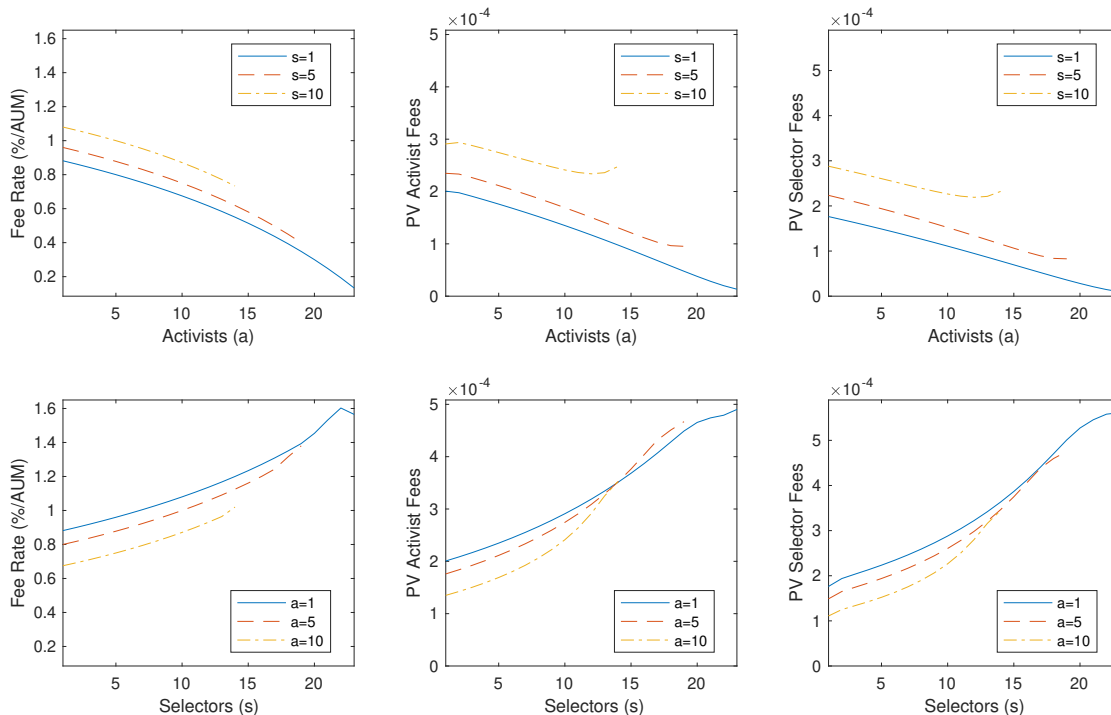 1.6
1.4
1.2
1
0.8
0.6
0.4
0.2
Fee Rate (%/AUM)
5 10 15 20
Activists (a)
s=1
s=5
s=10
×10⁻⁴
5
4
3
2
1
0
PV Activist Fees
5 10 15 20
Activists (a)
s=1
s=5
s=10
×10⁻⁴
5
4
3
2
1
0
PV Selector Fees
5 10 15 20
Activists (a)
s=1
s=5
s=10
1.6
1.4
1.2
1
0.8
0.6
0.4
0.2
Fee Rate (%/AUM)
5 10 15 20
Selectors (s)
a=1
a=5
a=10
×10⁻⁴
5
4
3
2
1
0
PV Activist Fees
5 10 15 20
Selectors (s)
a=1
a=5
a=10
×10⁻⁴
5
4
3
2
1
0
PV Selector Fees
5 10 15 20
Selectors (s)
a=1
a=5
a=10